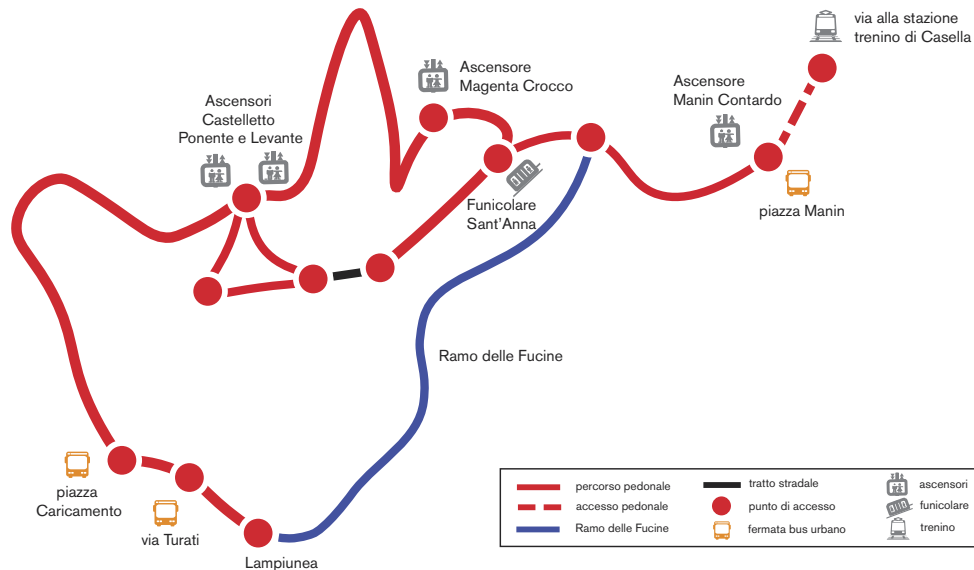 via alla stazione
trenino di Casella
Ascensore
Magenta Crocco
Ascensore
Manin Contardo
Ascensori
Castelletto
Ponente e Levante
Funicolare
Sant'Anna
piazza Manin
Ramo delle Fucine
piazza
Caricamento
via Turati
Lampiunea
percorso pedonale
accesso pedonale
Ramo delle Fucine
tratto stradale
punto di accesso
fermata bus urbano
ascensori
funicolare
trenino